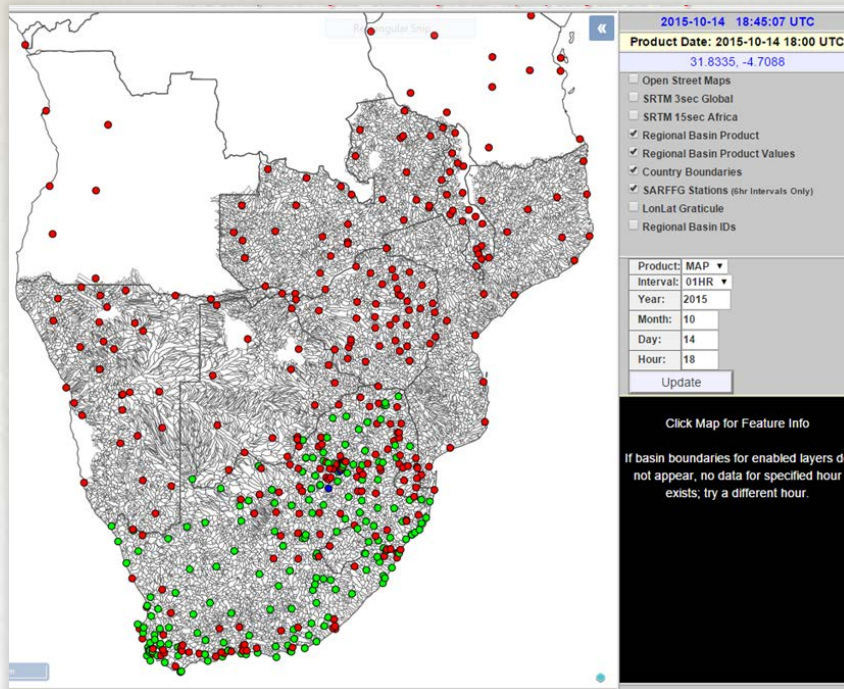 Rectangular Snip
«
2015-10-14 18:45:07 UTC
Product Date: 2015-10-14 18:00 UTC
31.8335, -4.7088
Open Street Maps
SRTM 3sec Global
SRTM 15sec Africa
Regional Basin Product
Regional Basin Product Values
Country Boundaries
SARFFG Stations (6hr Intervals Only)
LonLat Graticule
Regional Basin IDs
Product: MAP
Interval: 01HR
Year: 2015
Month: 10
Day: 14
Hour: 18
Update
Click Map for Feature Info
If basin boundaries for enabled layers do
not appear, no data for specified hour
exists; try a different hour.